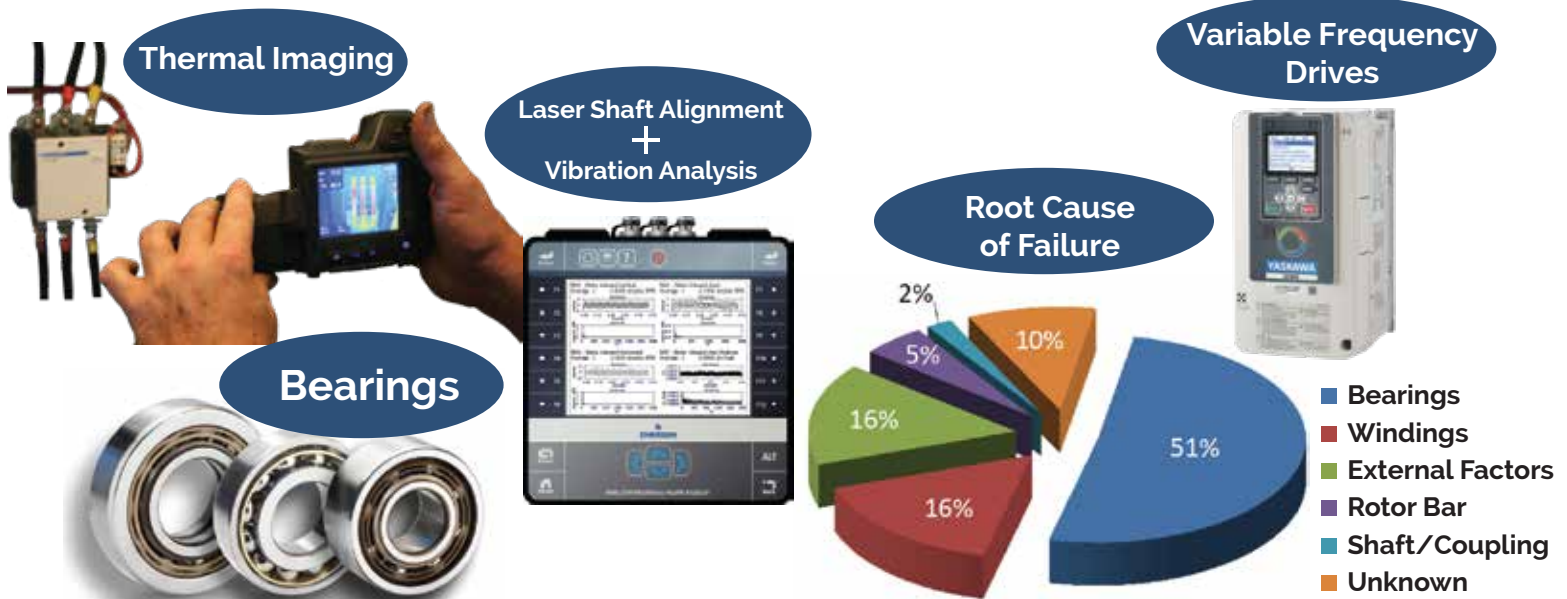 Thermal Imaging
Laser Shaft Alignment
+
Vibration Analysis
Variable Frequency
Drives
Root Cause
of Failure
Bearings
YASKAWA
EMERSON
ALT
2%
5%
10%
16%
51%
16%
Bearings
Windings
External Factors
Rotor Bar
Shaft/Coupling
Unknown